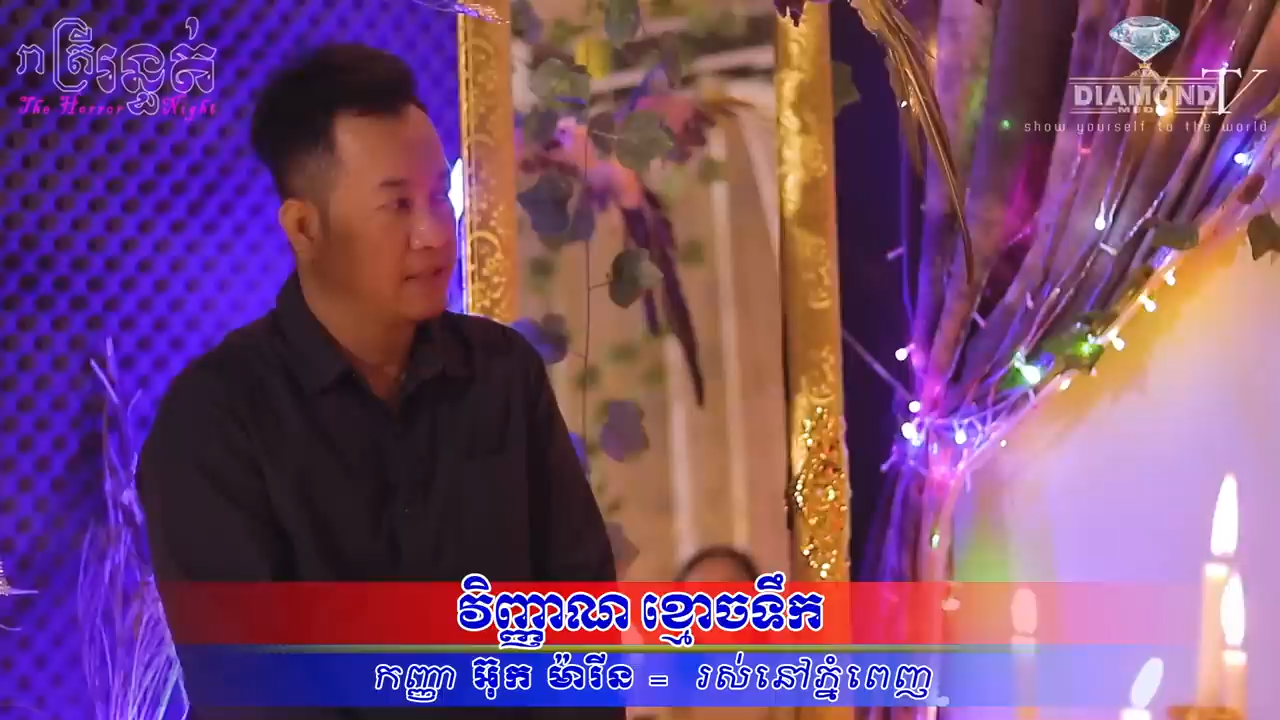 រាត្រីរន្ធត់
The Horror Night
DIAMOND TV
MEDIA
show yourself to the world
វិញ្ញាណ ខ្មោចទឹក
កញ្ញា អ៊ុក ម៉ារីន = រស់នៅភ្នំពេញ